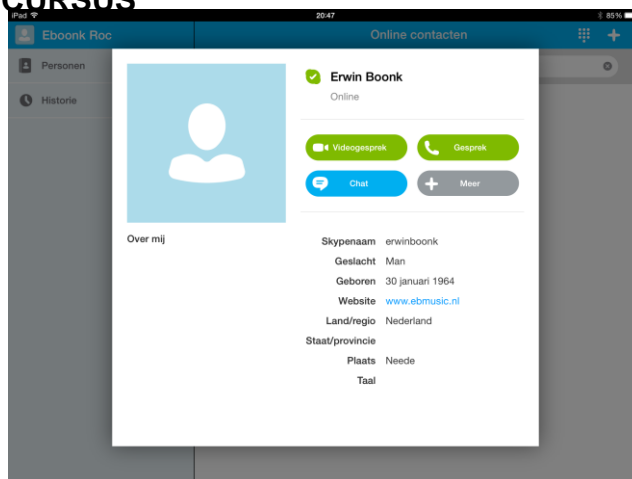 CURSUS
iPad 20:47 85%
Eboonk Roc
Online contacten
Personen
Historie
Erwin Boonk
Online
Videogesprek
Gesprek
Chat
Meer
Over mij
Skypenaam erwinboonk
Geslacht Man
Geboren 30 januari 1964
Website www.ebmusic.nl
Land/regio Nederland
Staat/provincie
Plaats Neede
Taal